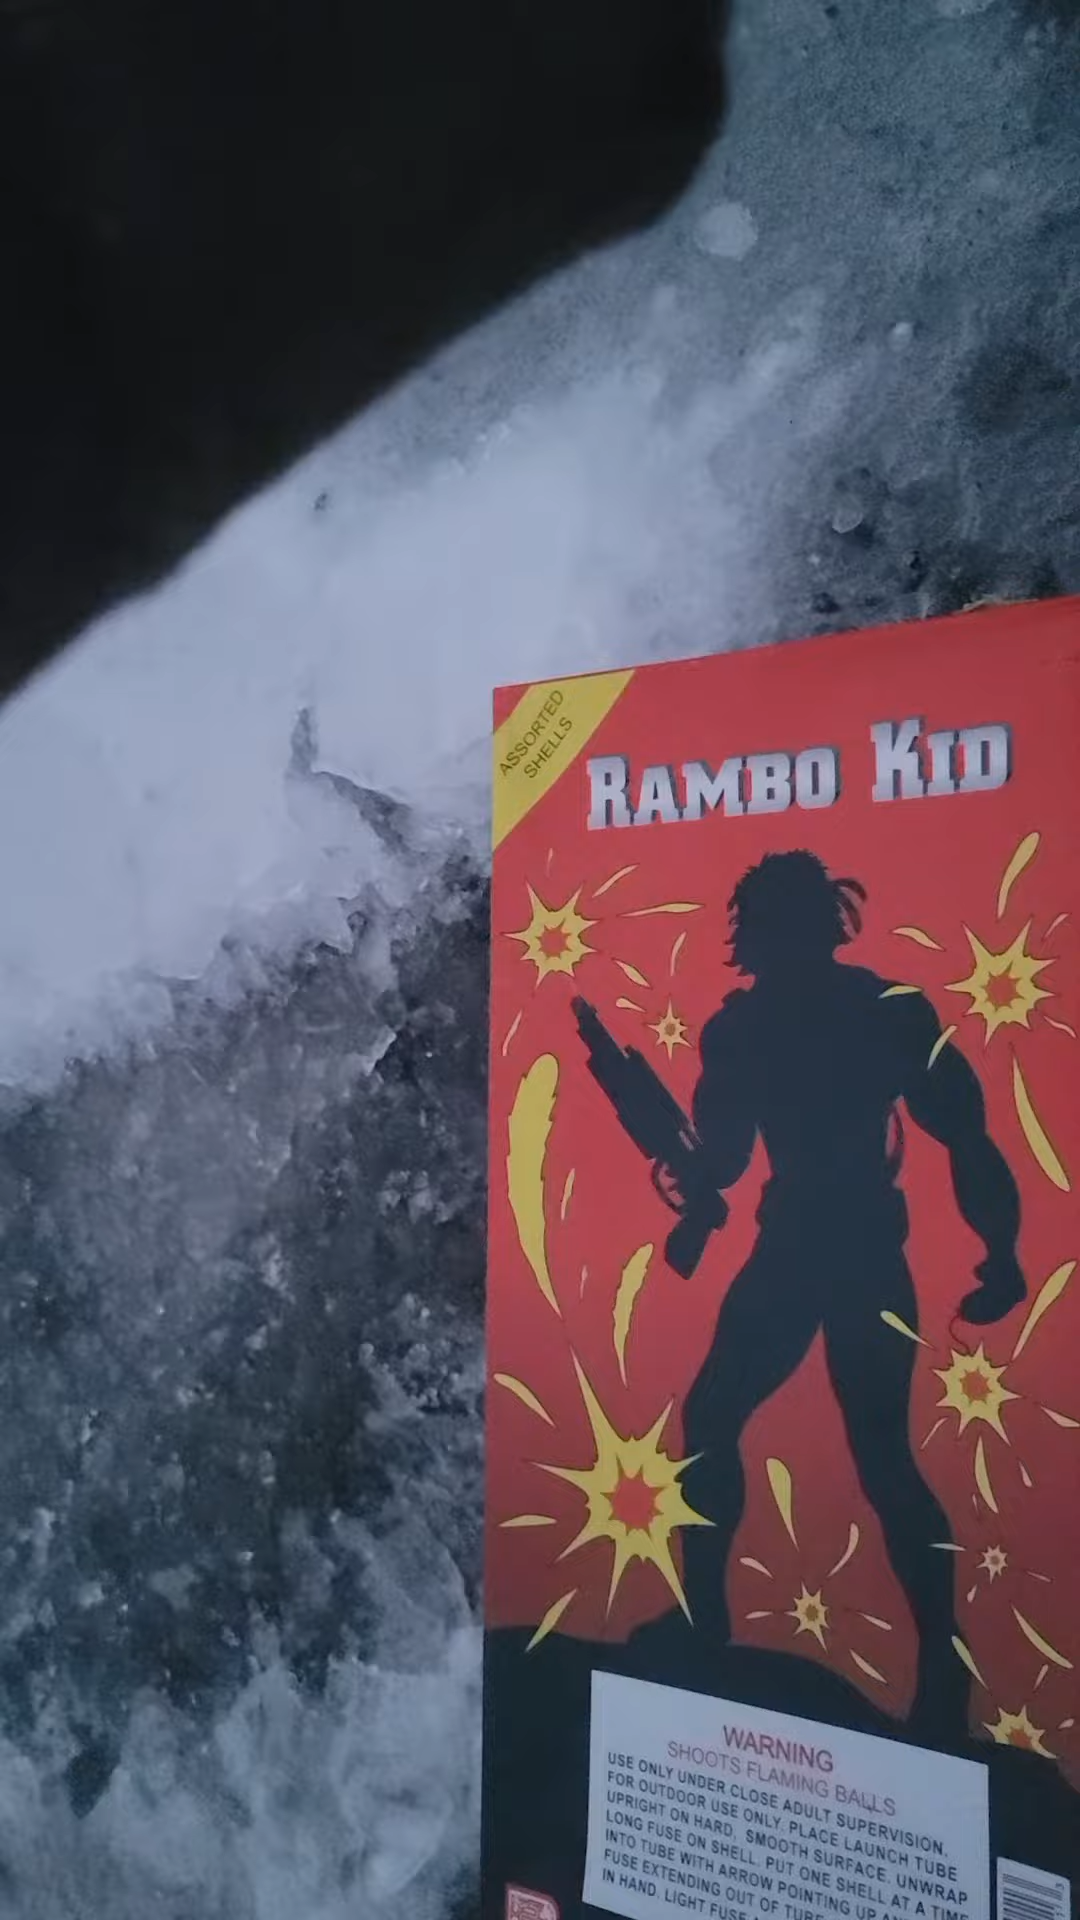 ASSORTED
SHELLS
RAMBO KID
WARNING
SHOOTS FLAMING BALLS
USE ONLY UNDER CLOSE ADULT SUPERVISION.
FOR OUTDOOR USE ONLY. PLACE LAUNCH TUBE
UPRIGHT ON HARD, SMOOTH SURFACE. UNWRAP
LONG FUSE ON SHELL. PUT ONE SHELL AT A TIME
INTO TUBE WITH ARROW POINTING UP
FUSE EXTENDING OUT OF
IN HAND. LIGHT FUSE